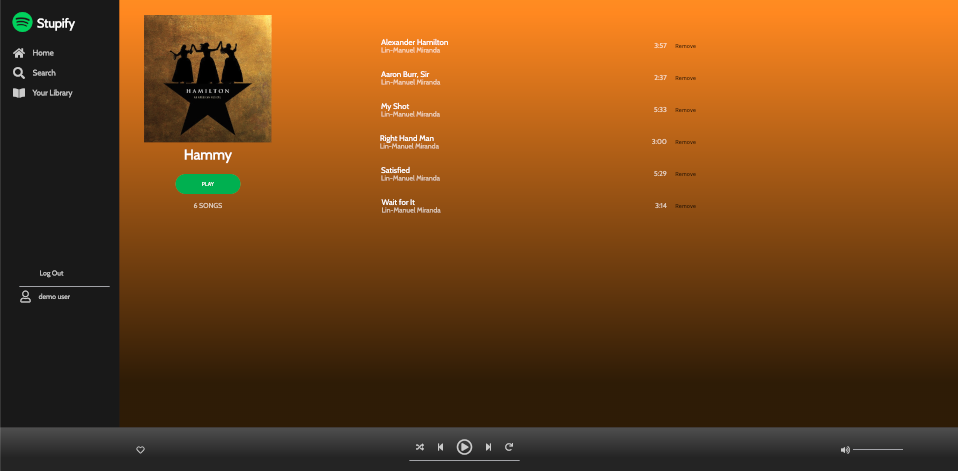 Stupify
Home
Search
Your Library
Log Out
demo user
HAMILTON
Hammy
PLAY
6 SONGS
Alexander Hamilton
Lin-Manuel Miranda
3:57 Remove
Aaron Burr, Sir
Lin-Manuel Miranda
2:37 Remove
My Shot
Lin-Manuel Miranda
5:33 Remove
Right Hand Man
Lin-Manuel Miranda
3:00 Remove
Satisfied
Lin-Manuel Miranda
5:29 Remove
Wait for It
Lin-Manuel Miranda
3:14 Remove